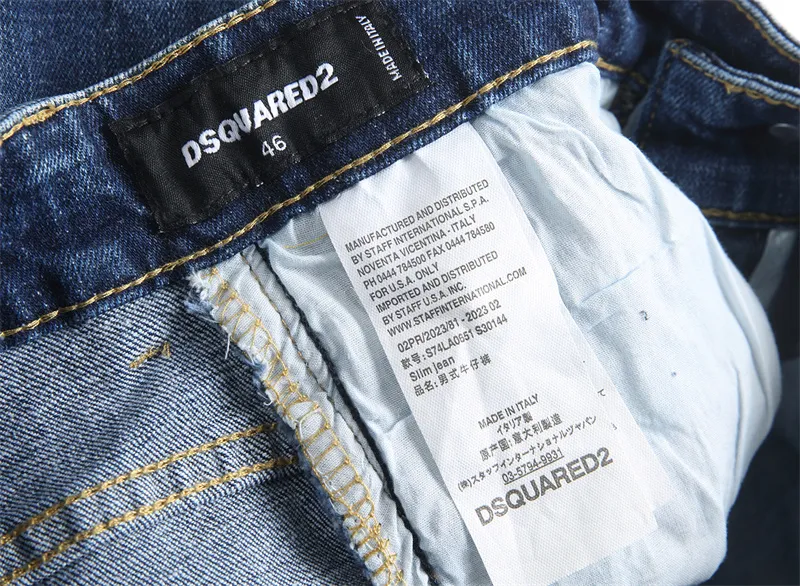 MADE IN ITALY
DSQUARED2
46
MANUFACTURED AND DISTRIBUTED
BY STAFF INTERNATIONAL S.P.A.
NOVENTA VICENTINA - ITALY
PH 0444 784500 FAX 0444 784580
FOR U.S.A. ONLY
IMPORTED AND DISTRIBUTED
BY STAFF U.S.A. INC.
WWW.STAFFINTERNATIONAL.COM
02PR/2023/B1 - 2023 02
款号: S74LA0551 S30144
Slim jean
品名: 男式牛仔裤
MADE IN ITALY
イタリア製
原产国: 意大利製造
(株)スタッフインターナショナルジャパン
03-5794-9931
DSQUARED2